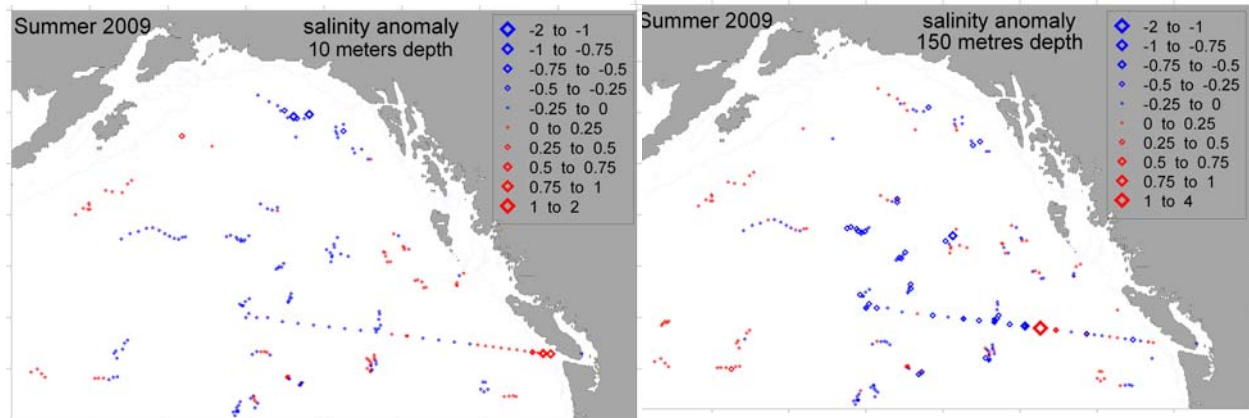 Summer 2009
salinity anomaly
10 meters depth
-2 to -1
-1 to -0.75
-0.75 to -0.5
-0.5 to -0.25
-0.25 to 0
0 to 0.25
0.25 to 0.5
0.5 to 0.75
0.75 to 1
1 to 2
Summer 2009
salinity anomaly
150 metres depth
-2 to -1
-1 to -0.75
-0.75 to -0.5
-0.5 to -0.25
-0.25 to 0
0 to 0.25
0.25 to 0.5
0.5 to 0.75
0.75 to 1
1 to 4